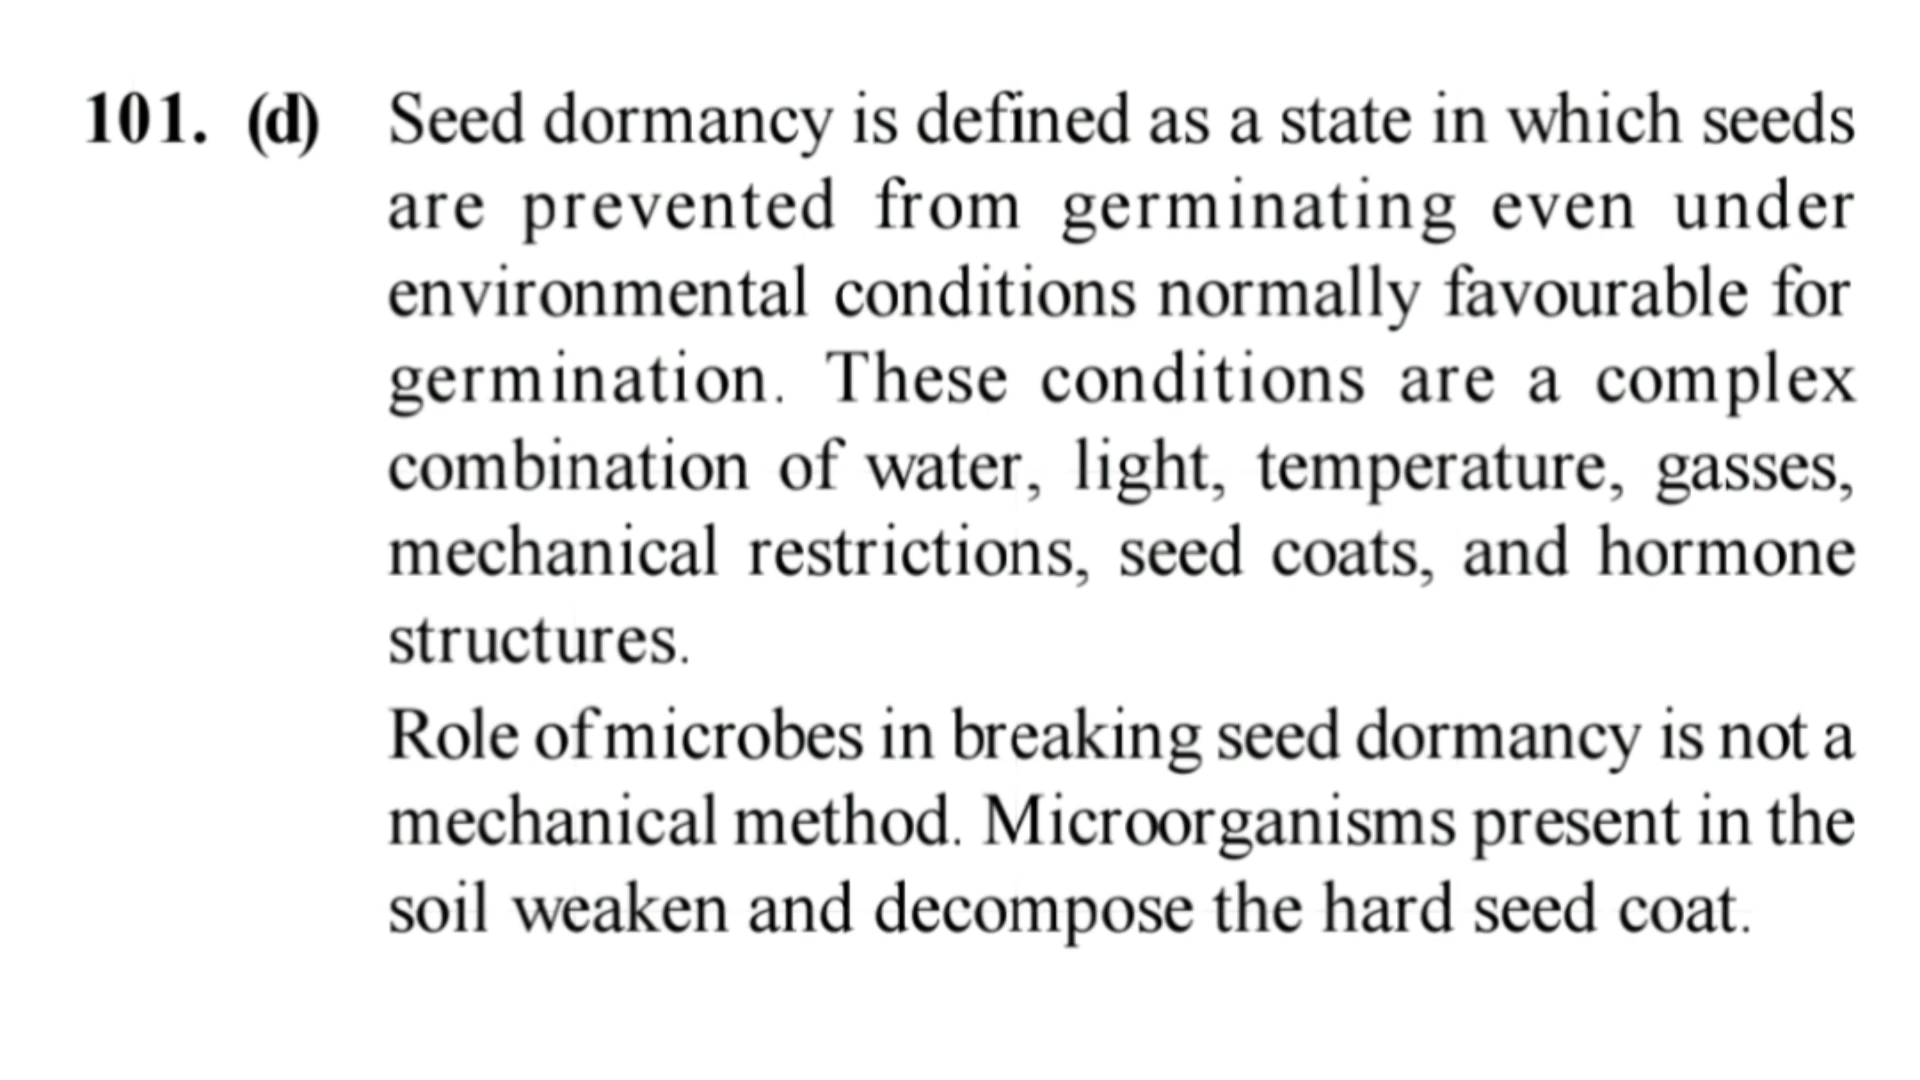 101. (d) Seed dormancy is defined as a state in which seeds
are prevented from germinating even under
environmental conditions normally favourable for
germination. These conditions are a complex
combination of water, light, temperature, gasses,
mechanical restrictions, seed coats, and hormone
structures.
Role of microbes in breaking seed dormancy is not a
mechanical method. Microorganisms present in the
soil weaken and decompose the hard seed coat.